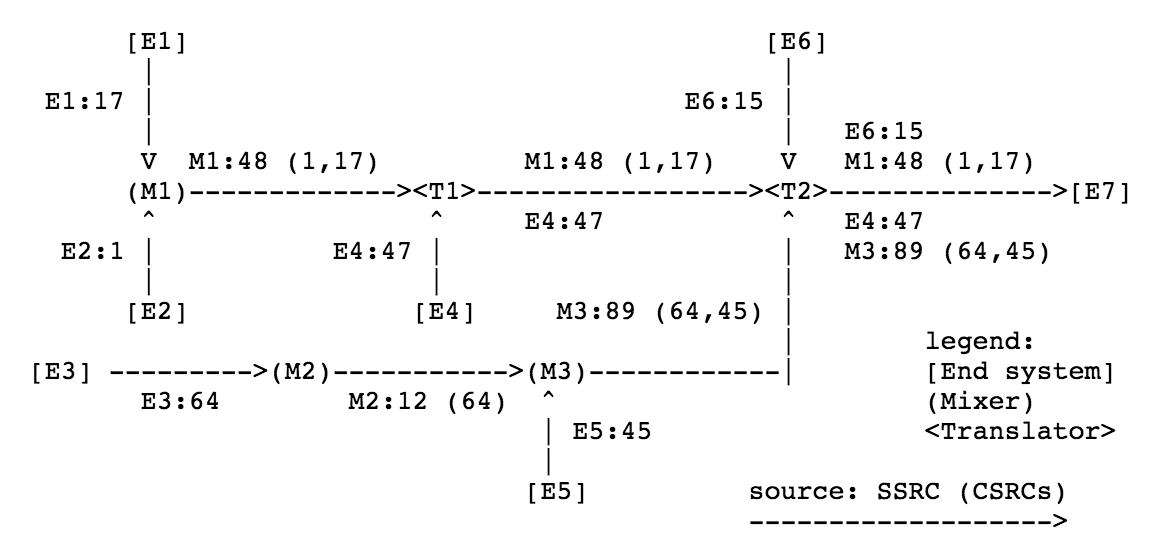 [E1] [E6]
| |
E1:17 | E6:15 |
| | E6:15
V M1:48 (1,17) M1:48 (1,17) V M1:48 (1,17)
(M1)-------------><T1>-----------------><T2>-------------->[E7]
^ ^ E4:47 ^ E4:47
E2:1 | E4:47 | | M3:89 (64,45)
| | |
[E2] [E4] M3:89 (64,45) |
| legend:
[E3] --------->(M2)----------->(M3)------------| [End system]
E3:64 M2:12 (64) ^ (Mixer)
| E5:45 <Translator>
|
[E5] source: SSRC (CSRCs)
------------------->